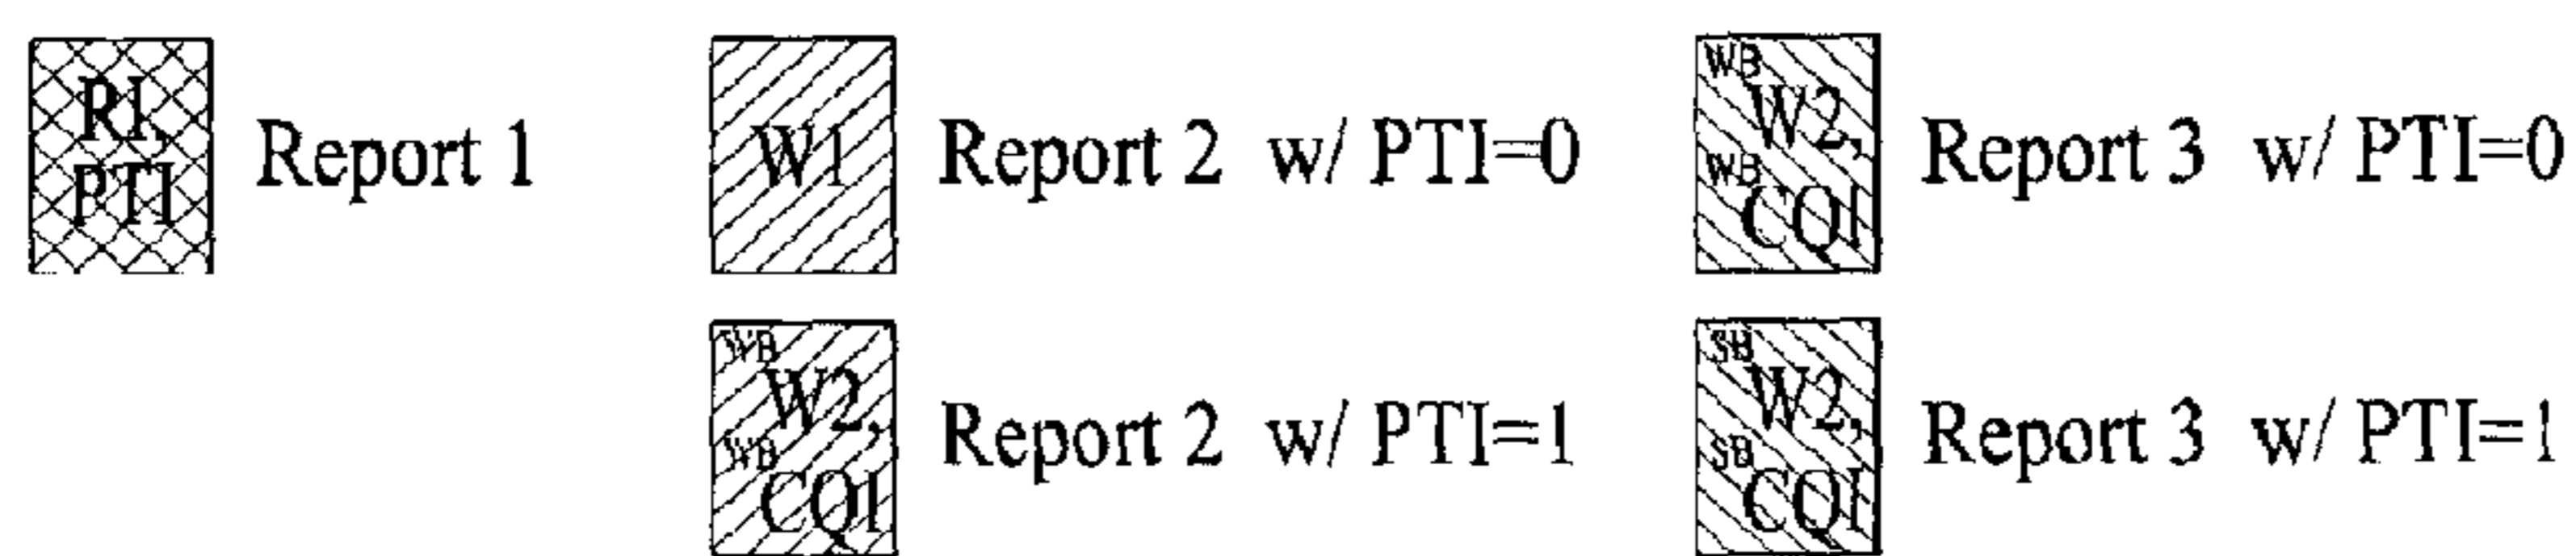 RI, PTI Report 1
W1 Report 2 w/ PTI=0
WB W2, WB CQI Report 3 w/ PTI=0
WB W2, WB CQI Report 2 w/ PTI=1
SB W2, SB CQI Report 3 w/ PTI=1